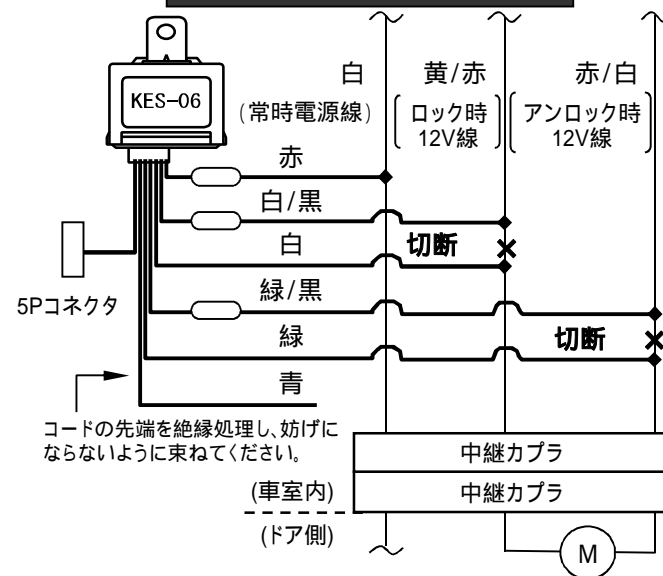 KES-06
白
(常時電源線)
黄/赤
ロック時
12V線
赤/白
アンロック時
12V線
赤
白/黒
白
切断
緑/黒
緑
切断
青
5Pコネクタ
コードの先端を絶縁処理し、妨げに
ならないように束ねてください。
中継カプラ
(車室内)
中継カプラ
(ドア側)
M